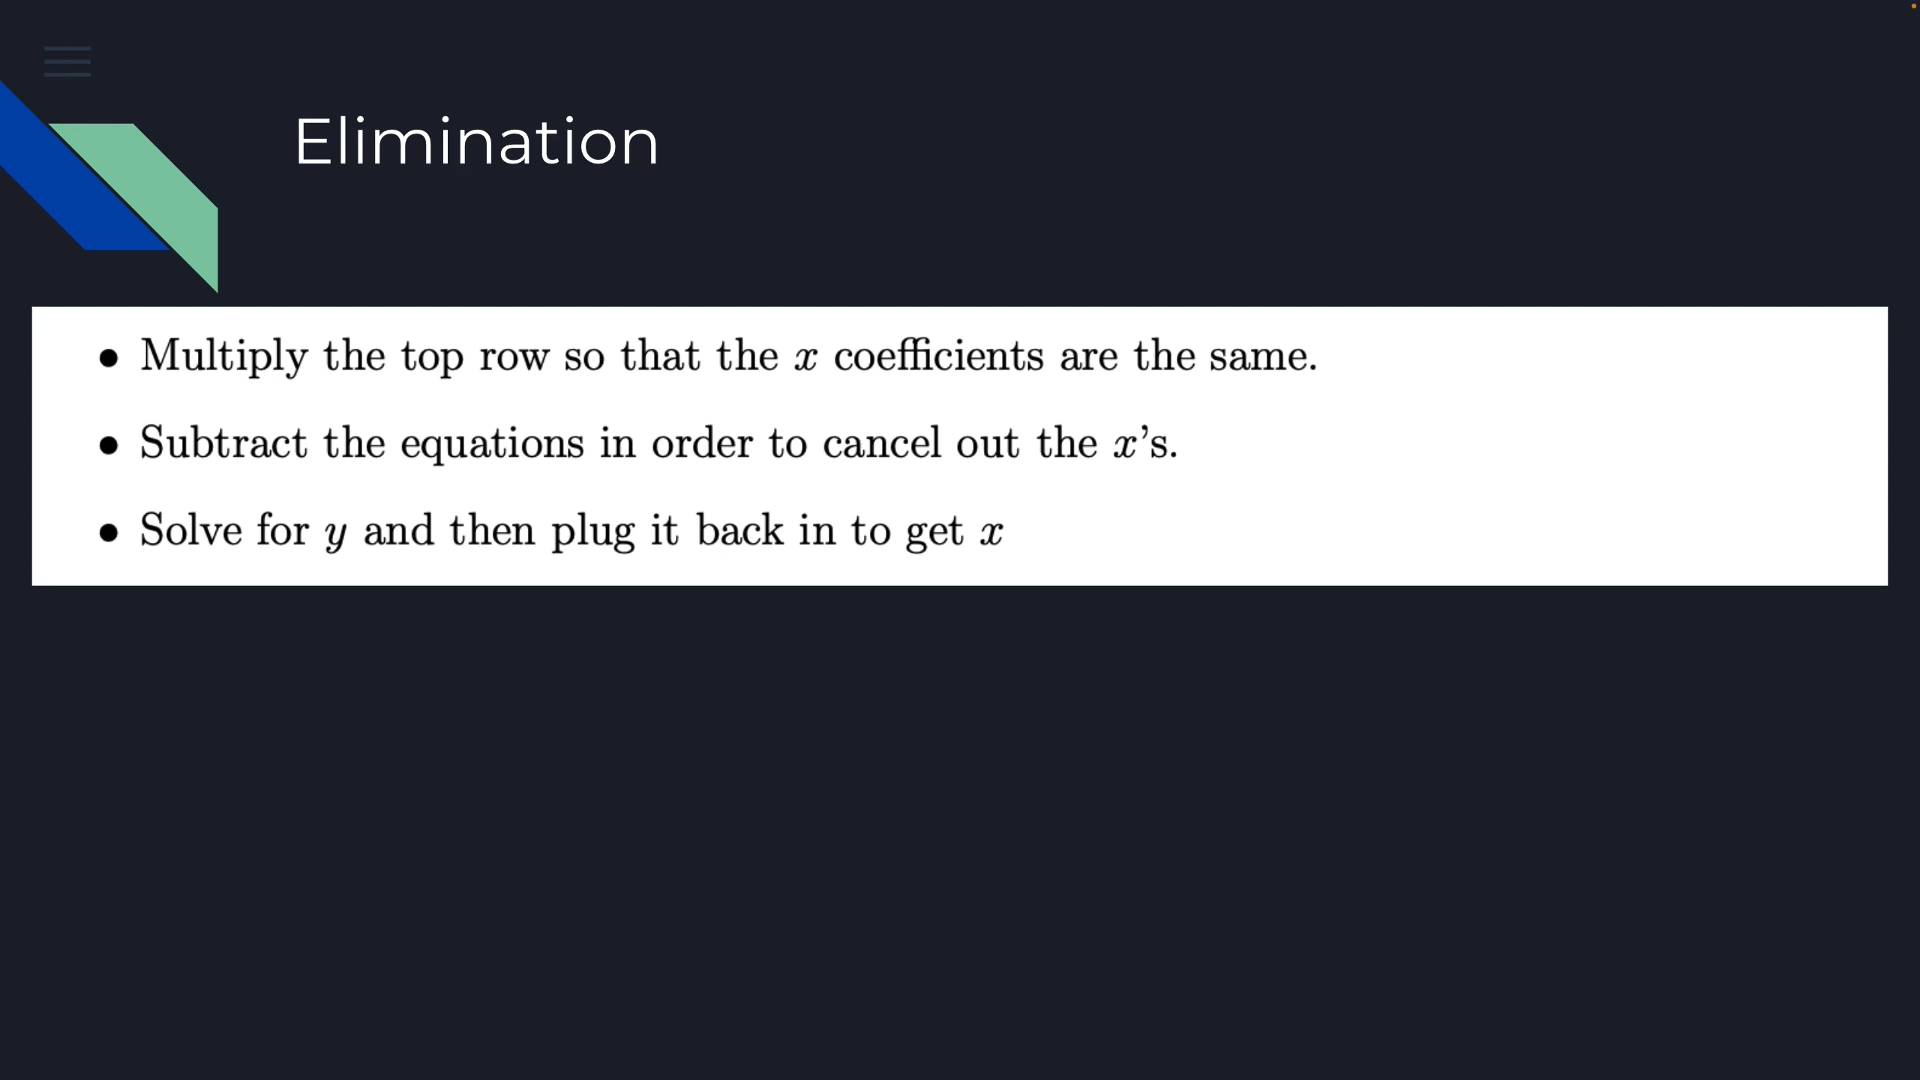 Elimination
• Multiply the top row so that the x coefficients are the same.
• Subtract the equations in order to cancel out the x’s.
• Solve for y and then plug it back in to get x